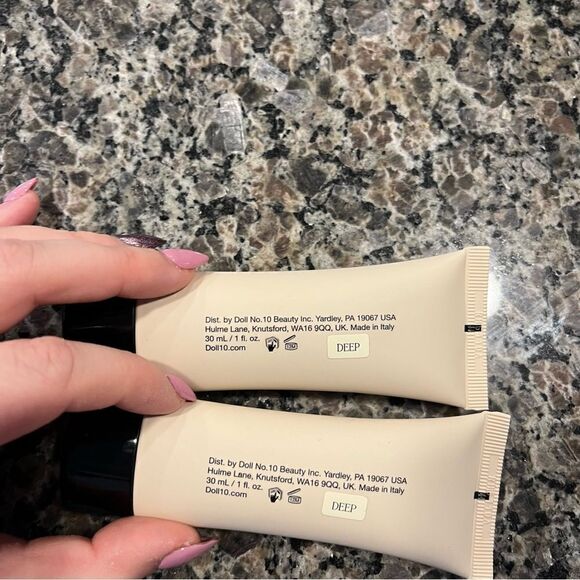 Dist. by Doll No.10 Beauty Inc. Yardley, PA 19067 USA
Hulme Lane, Knutsford, WA16 9QQ, UK. Made in Italy
30 mL / 1 fl. oz.
Doll10.com
DEEP
Dist. by Doll No.10 Beauty Inc. Yardley, PA 19067 USA
Hulme Lane, Knutsford, WA16 9QQ, UK. Made in Italy
30 mL / 1 fl. oz.
Doll10.com
DEEP